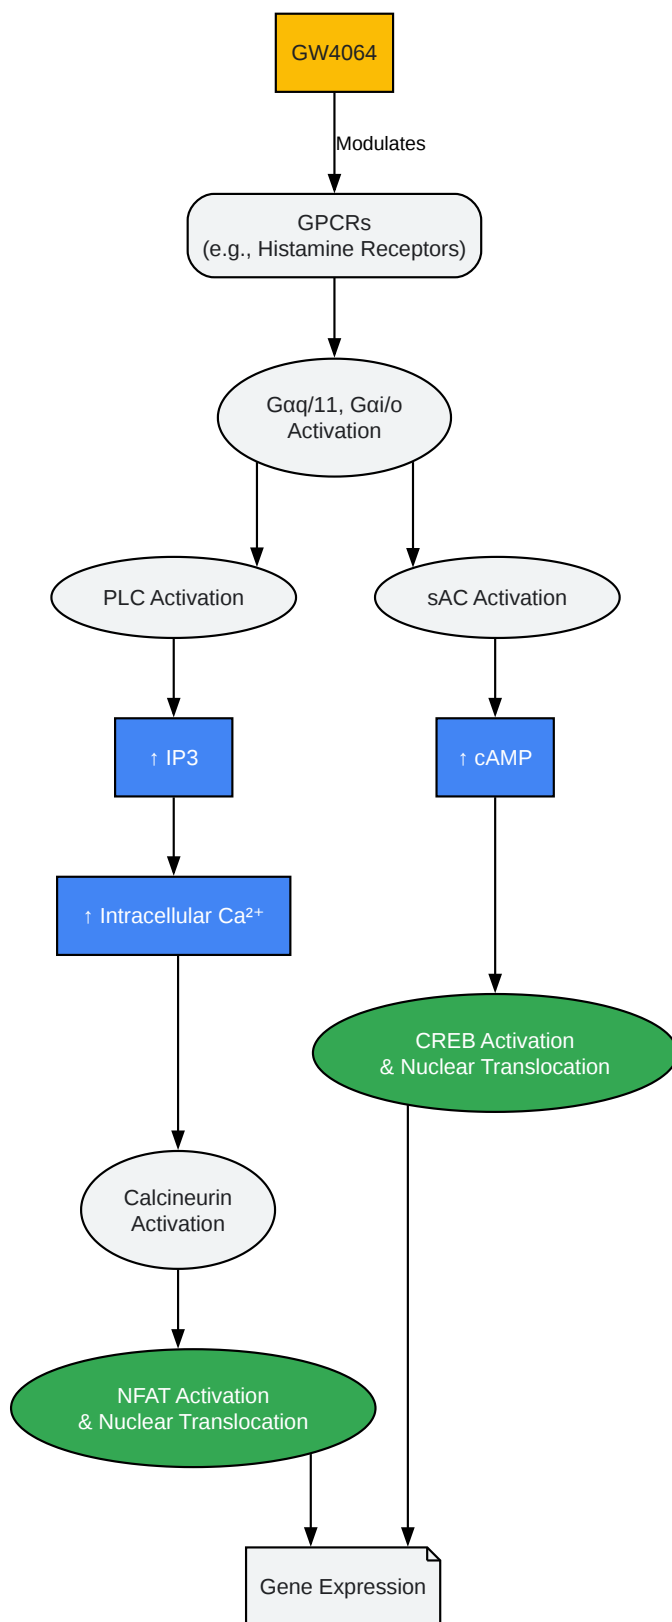 GW4064
Modulates
GPCRs
(e.g., Histamine Receptors)
Gαq/11, Gαi/o
Activation
PLC Activation
sAC Activation
↑ IP3
↑ cAMP
↑ Intracellular Ca²⁺
CREB Activation
& Nuclear Translocation
Calcineurin
Activation
NFAT Activation
& Nuclear Translocation
Gene Expression